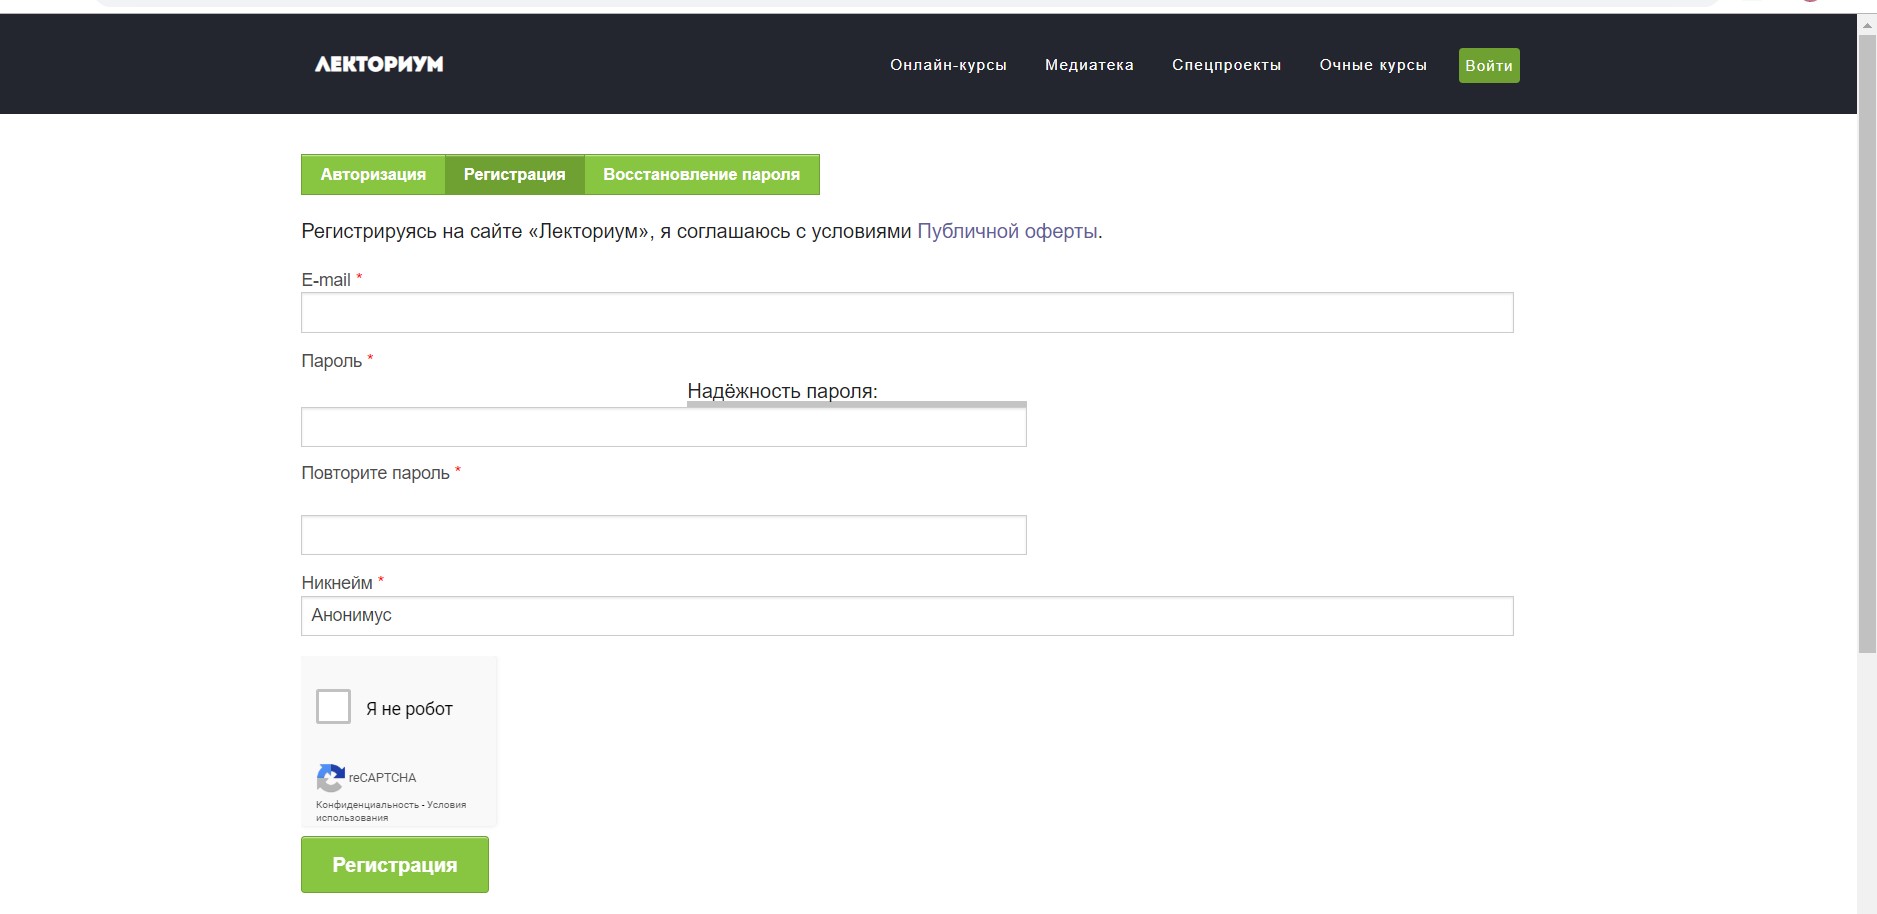 ЛЕКТОРИУМ
Онлайн-курсы Медиатека Спецпроекты Очные курсы Войти
Авторизация Регистрация Восстановление пароля
Регистрируясь на сайте «Лекториум», я соглашаюсь с условиями Публичной оферты.
E-mail *
Пароль *
Надёжность пароля:
Повторите пароль *
Никнейм *
Анонимус
Я не робот
reCAPTCHA
Конфиденциальность - Условия
использования
Регистрация